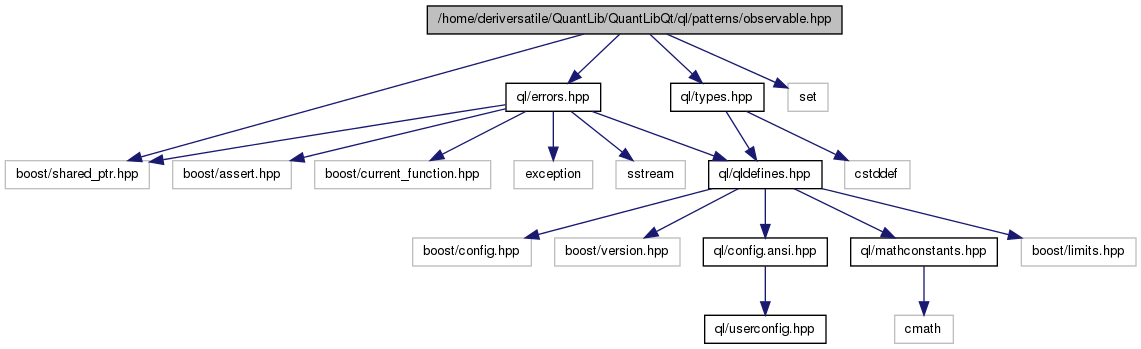 /home/deriversatile/QuantLib/QuantLibQt/ql/patterns/observable.hpp
ql/errors.hpp
ql/types.hpp
set
boost/shared_ptr.hpp
boost/assert.hpp
boost/current_function.hpp
exception
sstream
ql/qldefines.hpp
cstddef
boost/config.hpp
boost/version.hpp
ql/config.ansi.hpp
ql/mathconstants.hpp
boost/limits.hpp
ql/userconfig.hpp
cmath